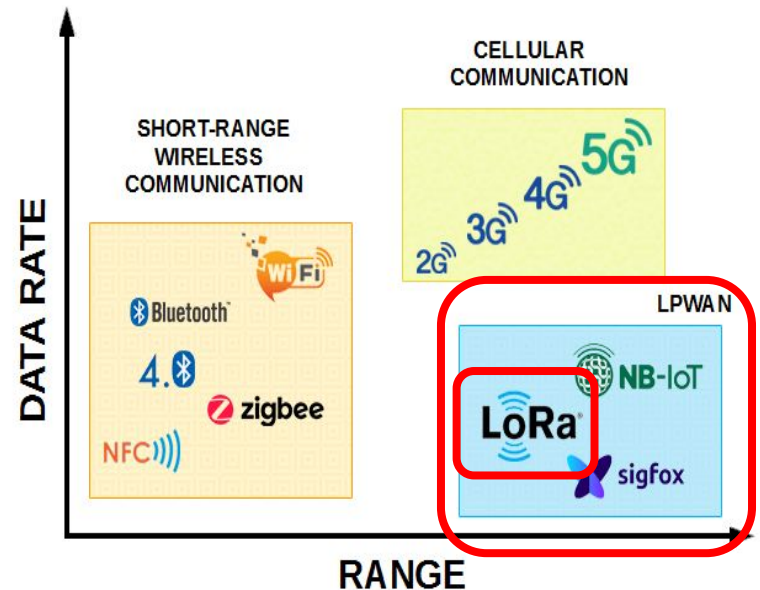 CELLULAR
COMMUNICATION
SHORT-RANGE
WIRELESS
COMMUNICATION
5G
4G
3G
2G
DATA RATE
WiFi
Bluetooth™
4.0
zigbee
NFC
LPWAN
NB-IoT
LoRa®
sigfox
RANGE